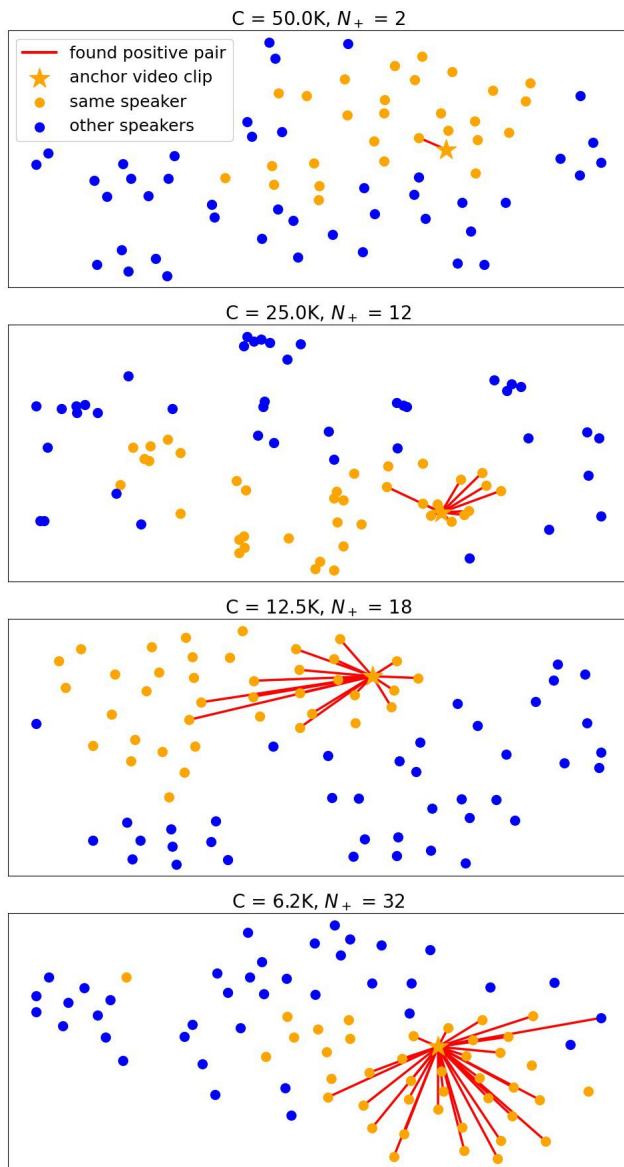 C = 50.0K, N₊ = 2
found positive pair
anchor video clip
same speaker
other speakers
C = 25.0K, N₊ = 12
C = 12.5K, N₊ = 18
C = 6.2K, N₊ = 32